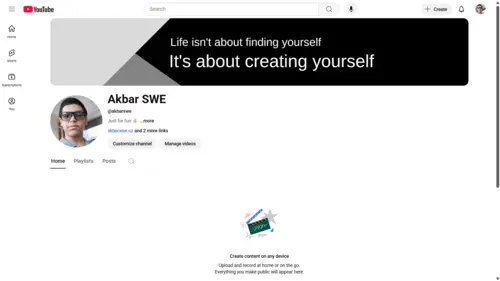 YouTube
Search
Create
Home
Shorts
Subscriptions
You
Life isn't about finding yourself
It's about creating yourself
Akbar SWE
@akbarswe
Just for fun 🔥 ...more
akbarswe.uz and 2 more links
Customize channel
Manage videos
Home
Playlists
Posts
Create content on any device
Upload and record at home or on the go.
Everything you make public will appear here